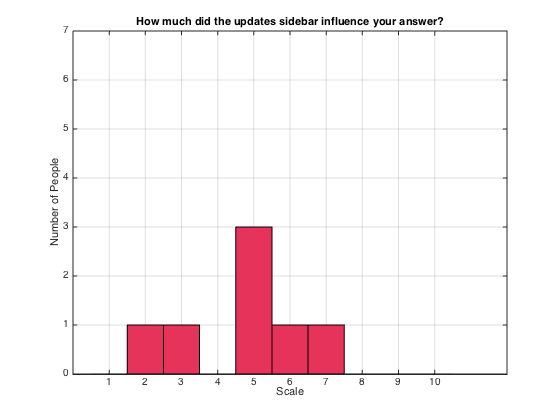 How much did the updates sidebar influence your answer?
7
6
5
4
3
2
1
0
Number of People
1 2 3 4 5 6 7 8 9 10
Scale